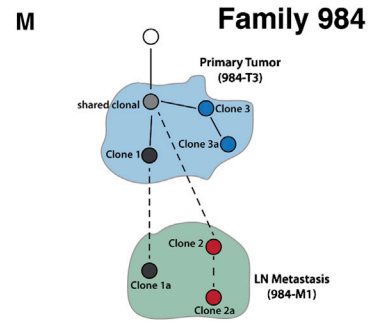 M
Family 984
Primary Tumor
(984-T3)
shared clonal
Clone 3
Clone 3a
Clone 1
Clone 2
LN Metastasis
(984-M1)
Clone 1a
Clone 2a